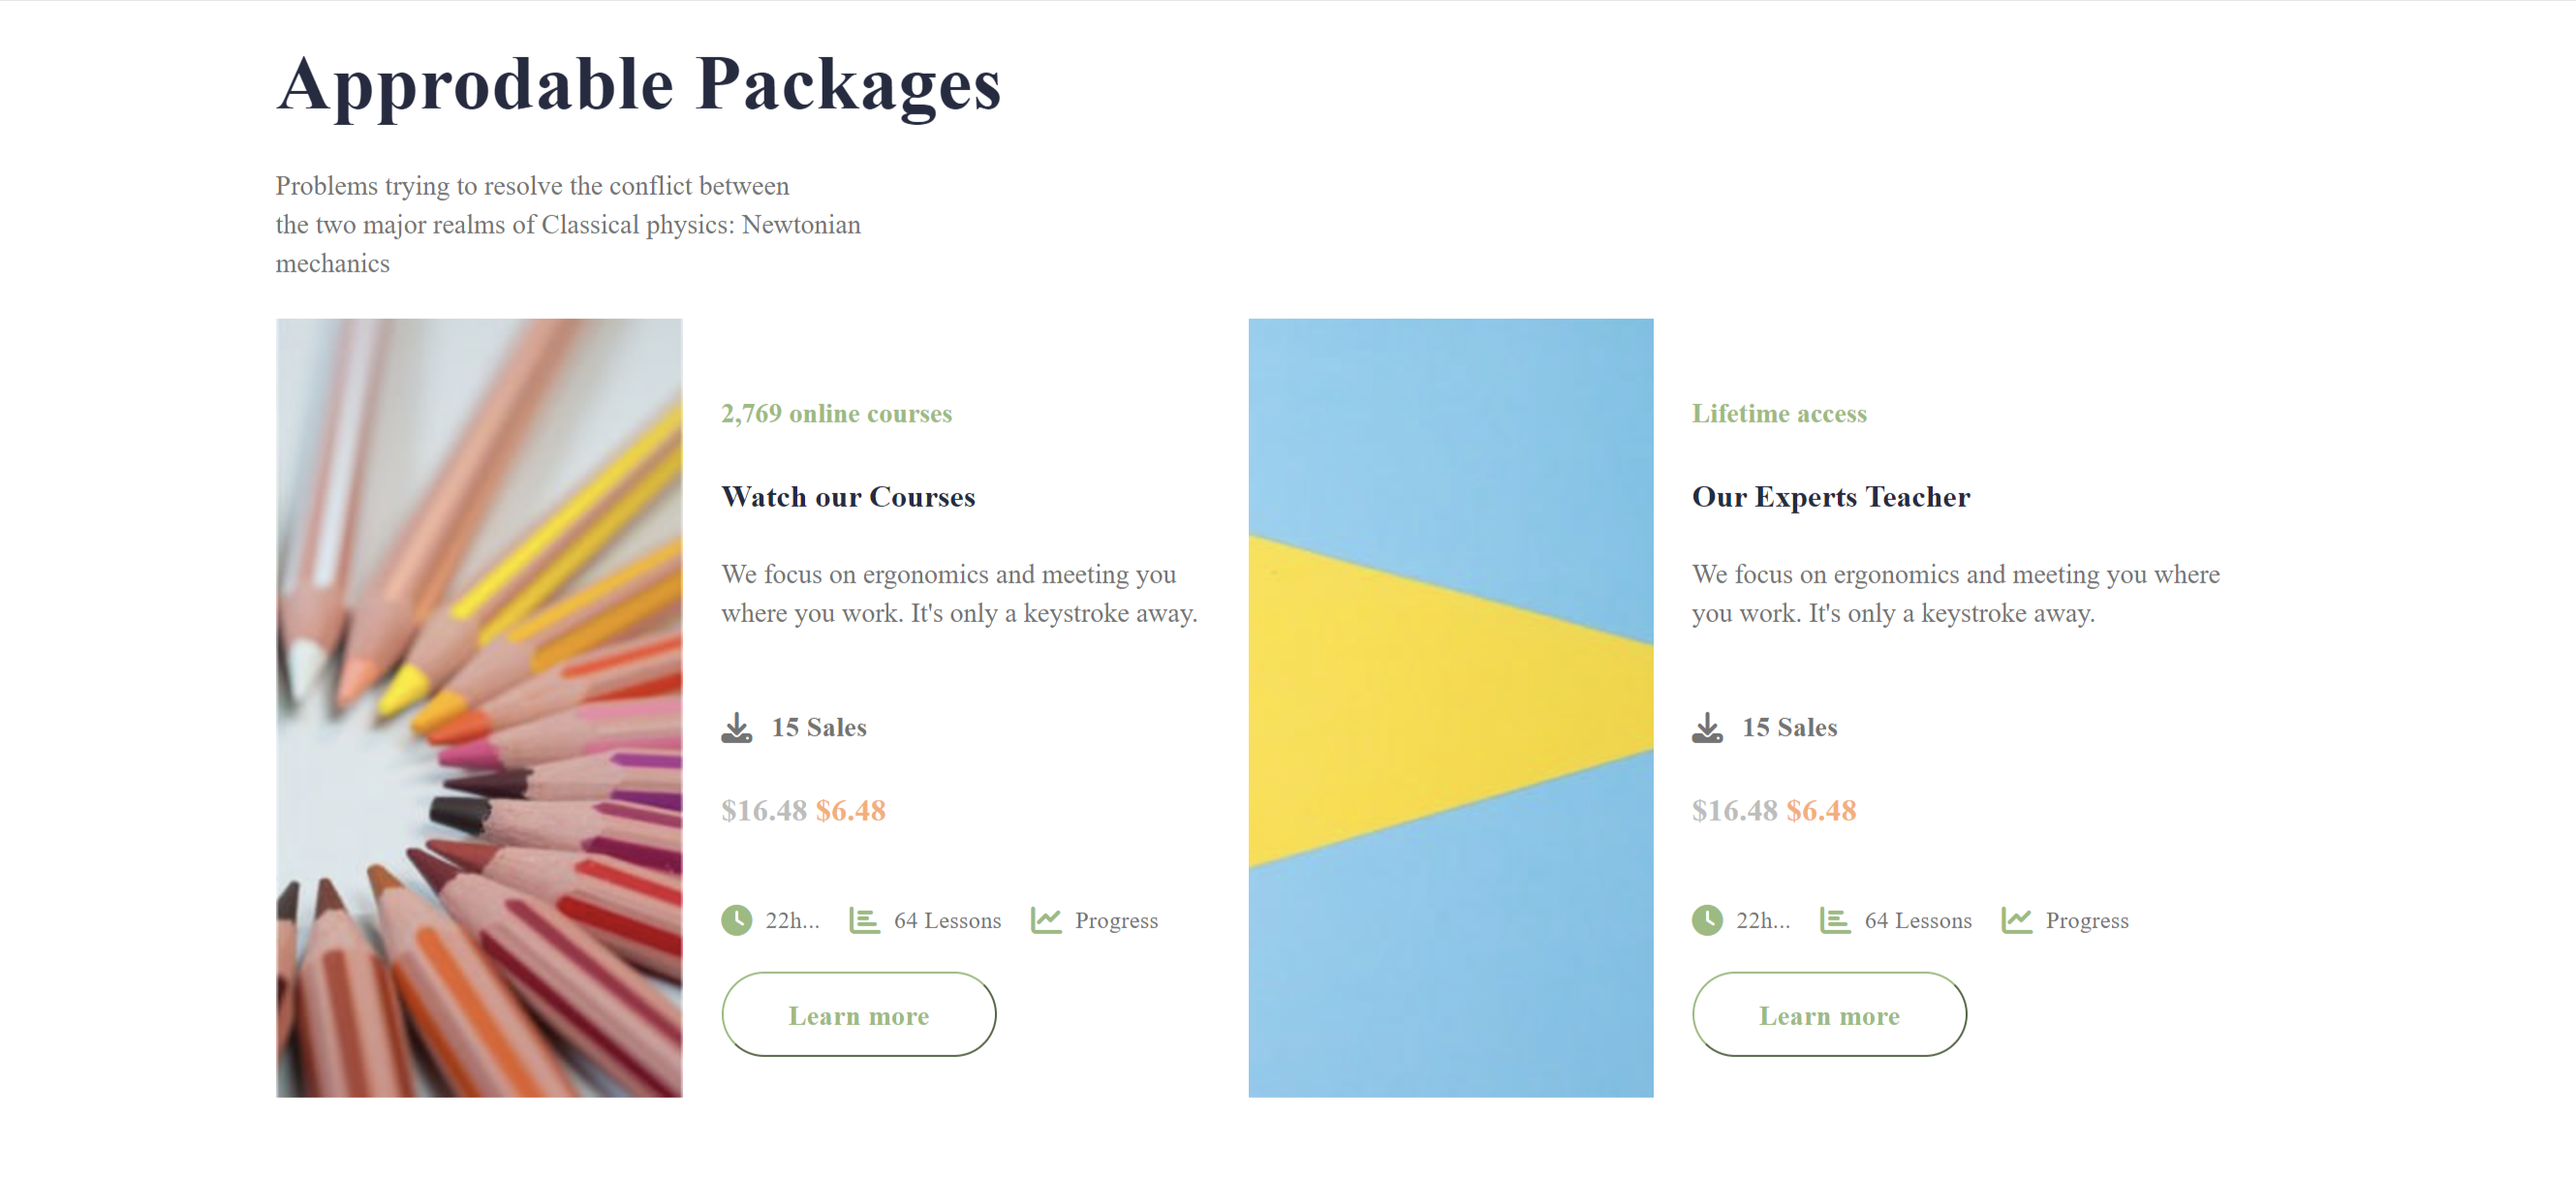 Approdable Packages
Problems trying to resolve the conflict between
the two major realms of Classical physics: Newtonian
mechanics
2,769 online courses
Watch our Courses
We focus on ergonomics and meeting you
where you work. It's only a keystroke away.
15 Sales
$16.48 $6.48
22h... 64 Lessons Progress
Learn more
Lifetime access
Our Experts Teacher
We focus on ergonomics and meeting you where
you work. It's only a keystroke away.
15 Sales
$16.48 $6.48
22h... 64 Lessons Progress
Learn more